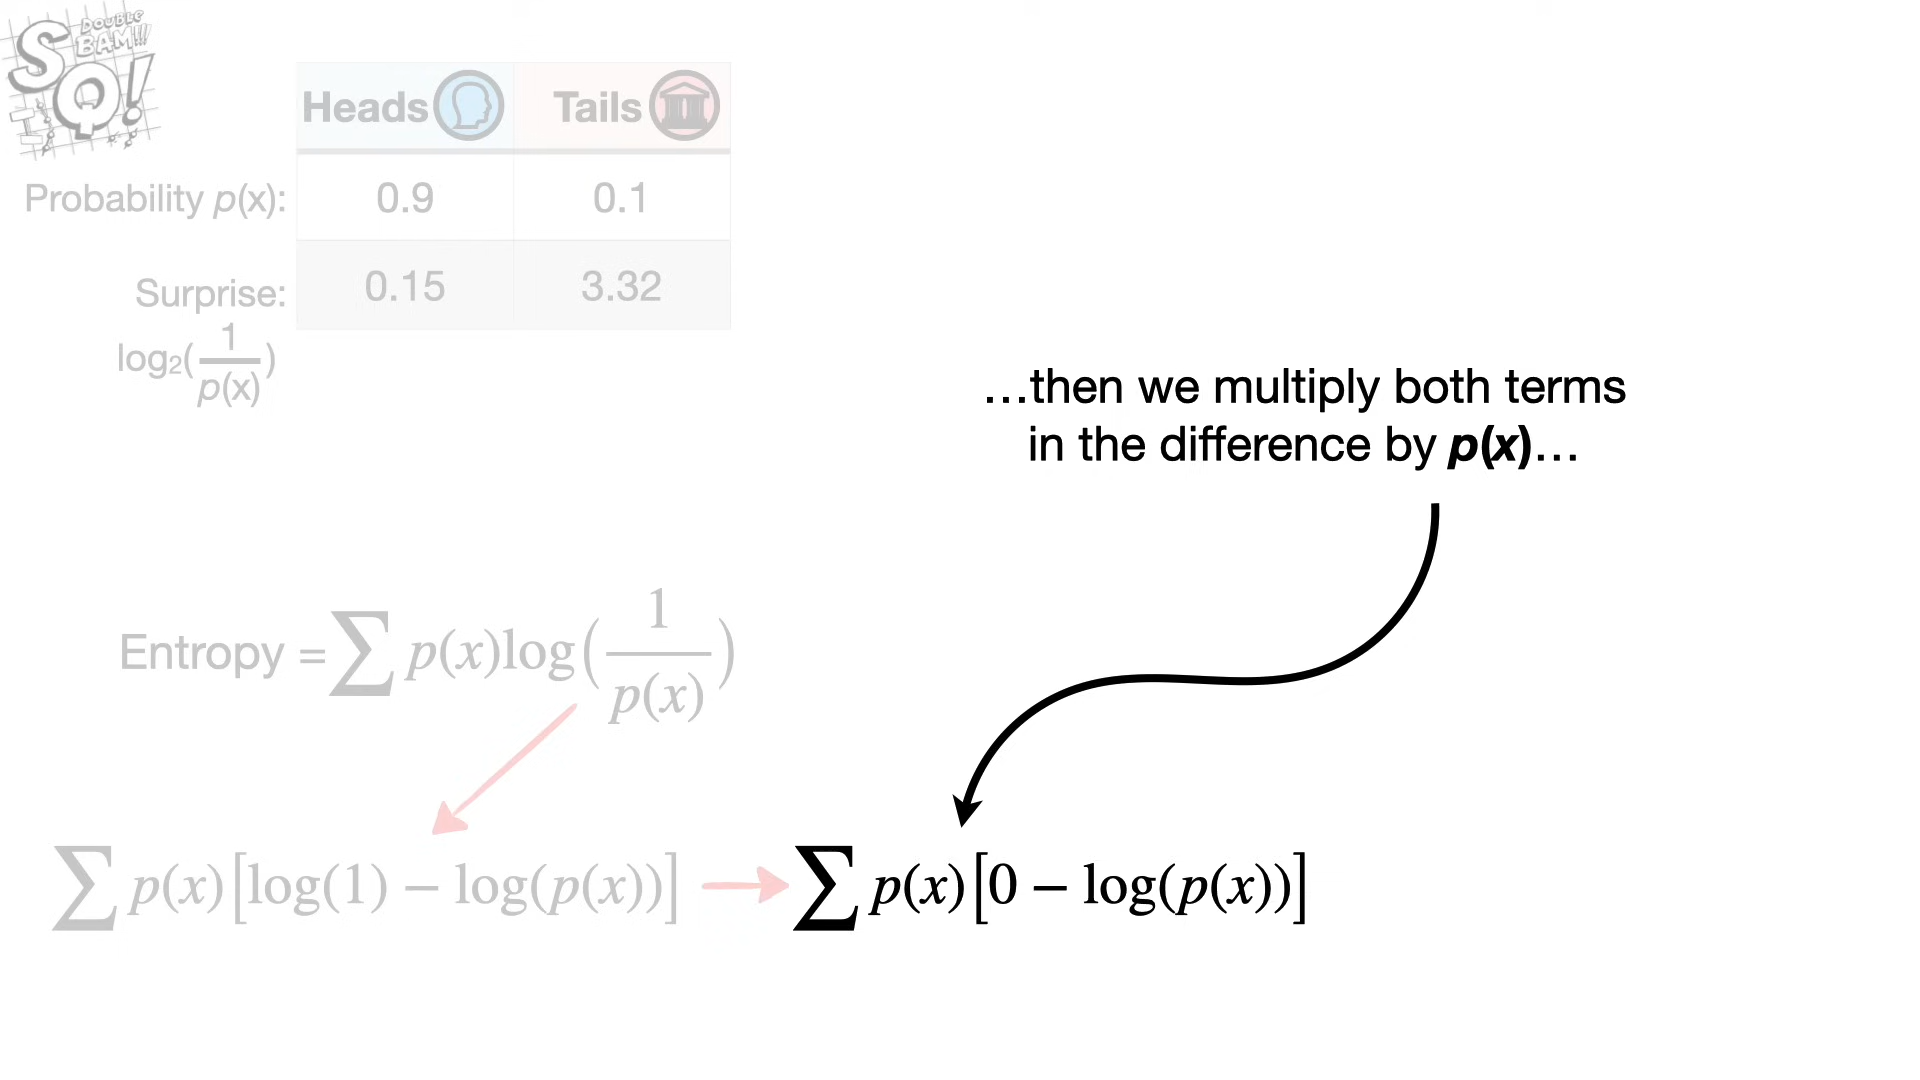 DOUBLE
BAM!!!
SQ!
Heads Tails
Probability p(x): 0.9 0.1
Surprise: 0.15 3.32
log₂(1/p(x))
…then we multiply both terms
in the difference by p(x)…
Entropy = ∑ p(x)log(1/p(x))
∑ p(x)[log(1) − log(p(x))] ∑ p(x)[0 − log(p(x))]